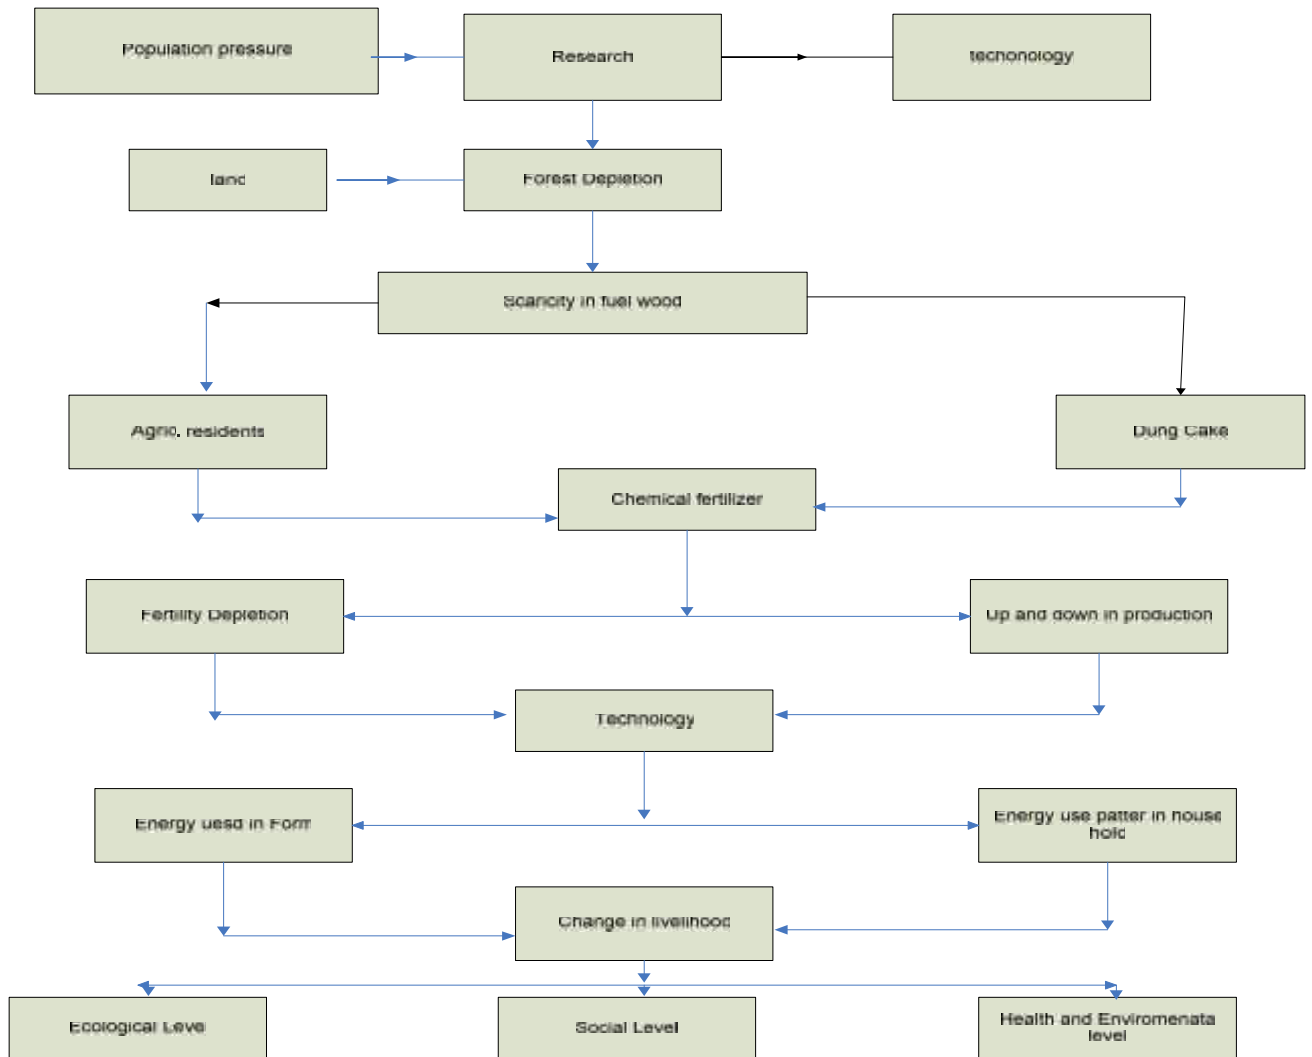 Population pressure
Research
techonology
land
Forest Depletion
Scaricity in fuel wood
Agric. residents
Dung Cake
Chemical fertilizer
Fertility Depletion
Up and down in production
Technology
Energy uesd in Form
Energy use patter in house
hold
Change in livelihood
Ecological Level
Social Level
Health and Enviromenata
level